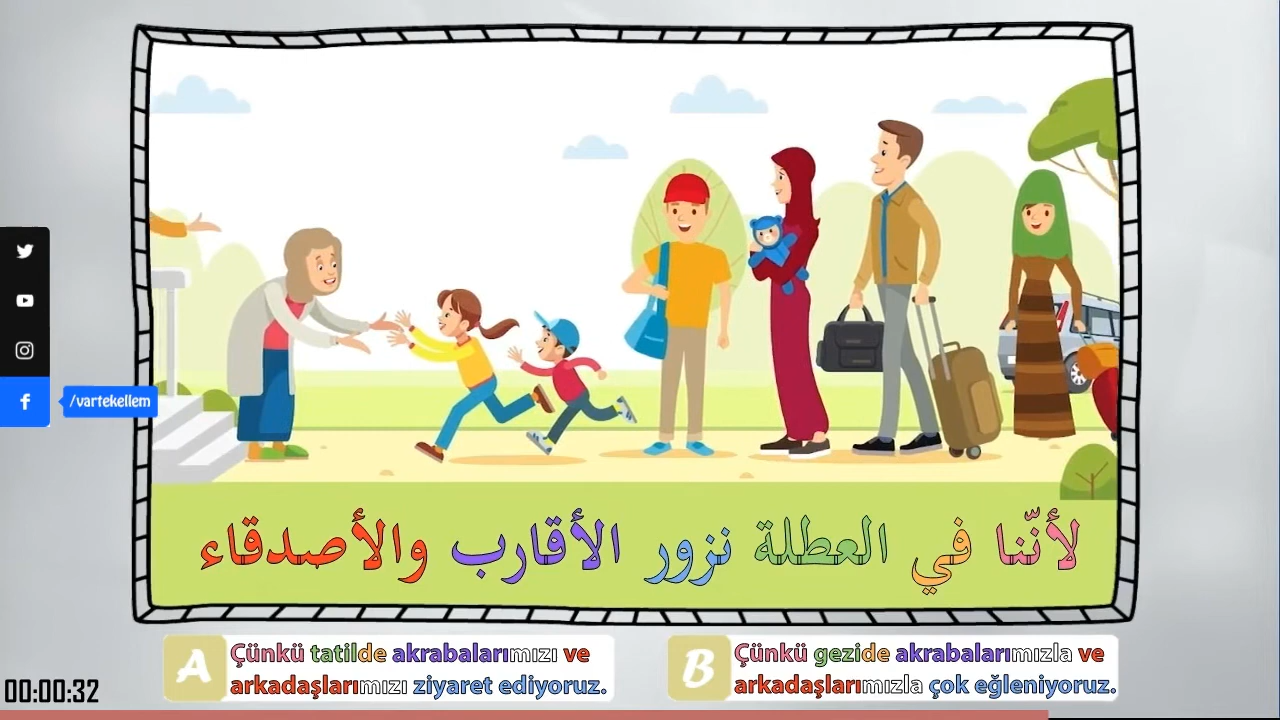 /vartekellem
لأنّنا في العطلة نزور الأقارب والأصدقاء
A
Çünkü tatilde akrabalarımızı ve
arkadaşlarımızı ziyaret ediyoruz.
B
Çünkü gezide akrabalarımızla ve
arkadaşlarımızla çok eğleniyoruz.
00:00:32